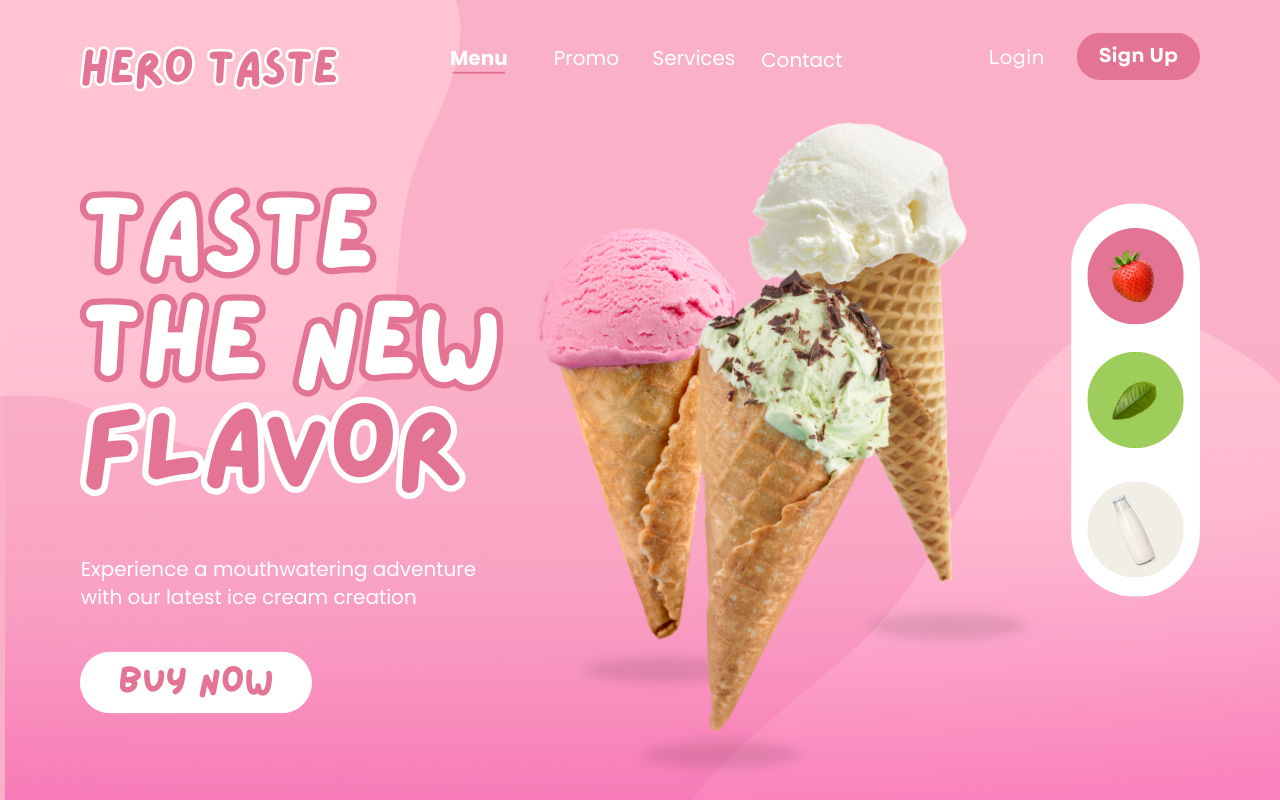 HERO TASTE
Menu Promo Services Contact Login Sign Up
TASTE
THE NEW
FLAVOR
Experience a mouthwatering adventure
with our latest ice cream creation
BUY NOW